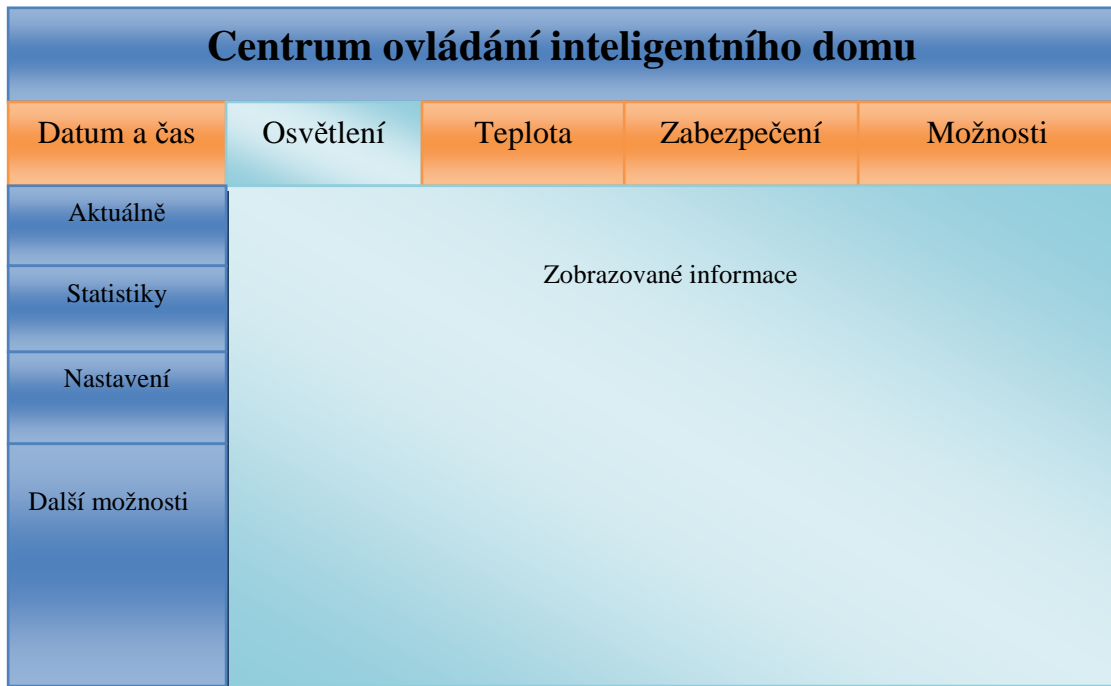 Centrum ovládání inteligentního domu
Datum a čas
Osvětlení
Teplota
Zabezpečení
Možnosti
Aktuálně
Zobrazované informace
Statistiky
Nastavení
Další možnosti